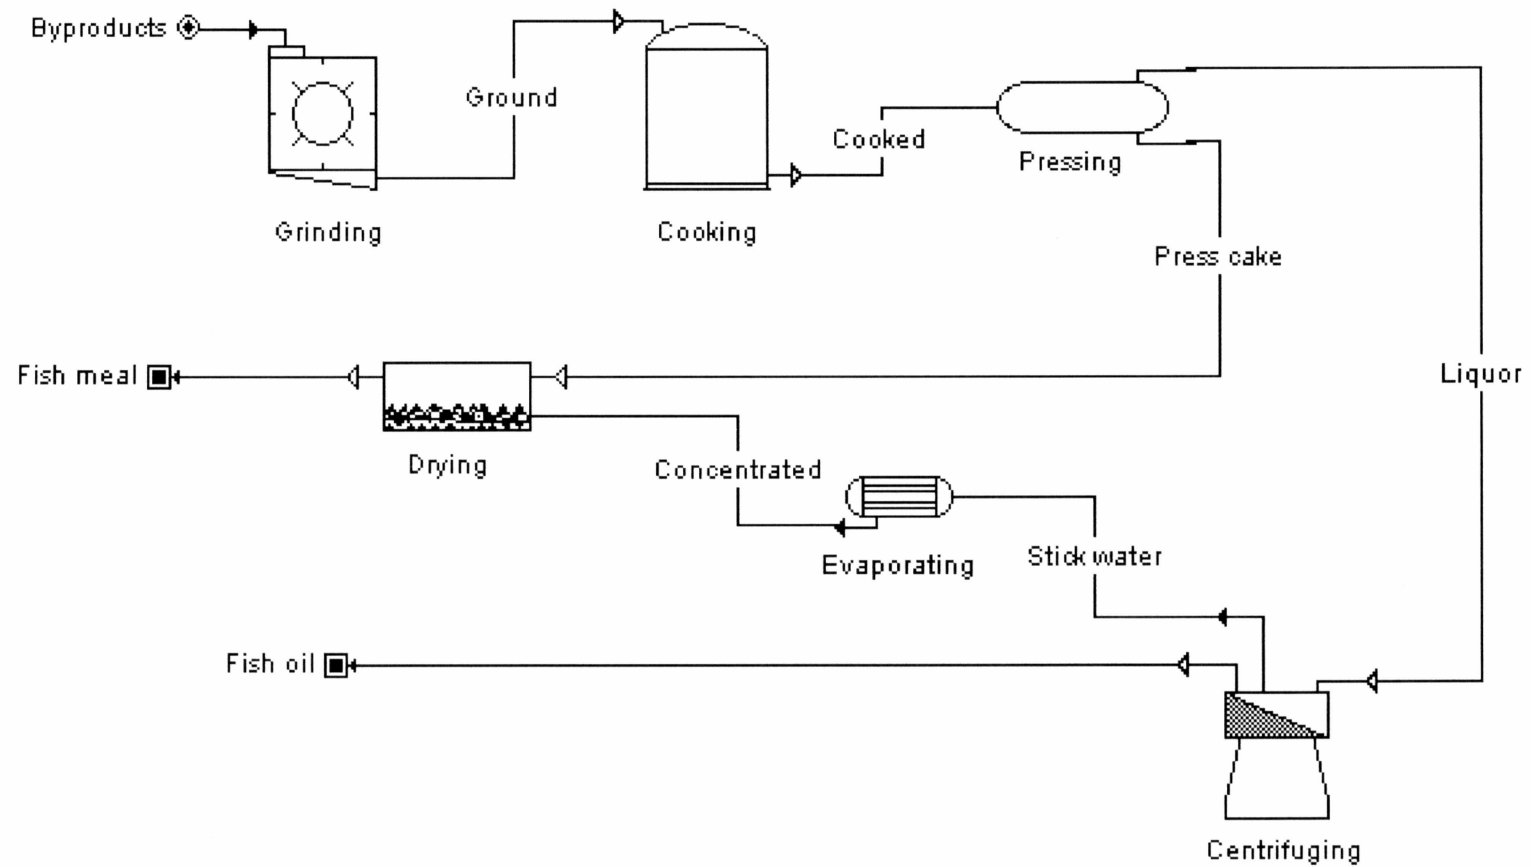 Byproducts
Ground
Cooked
Pressing
Grinding
Cooking
Press cake
Fish meal
Liquor
Drying
Concentrated
Evaporating
Stick water
Fish oil
Centrifuging